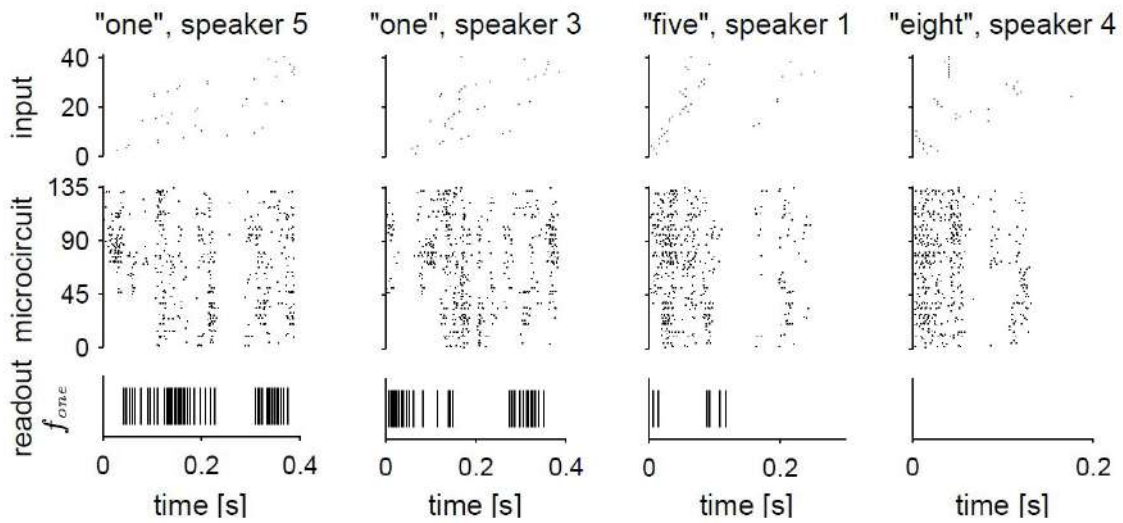 "one", speaker 5 "one", speaker 3 "five", speaker 1 "eight", speaker 4
input
40
20
0
microcircuit
135
90
45
0
readout
f_one
0 0.2 0.4 0 0.2 0.4 0 0.2 0 0.2
time [s] time [s] time [s] time [s]